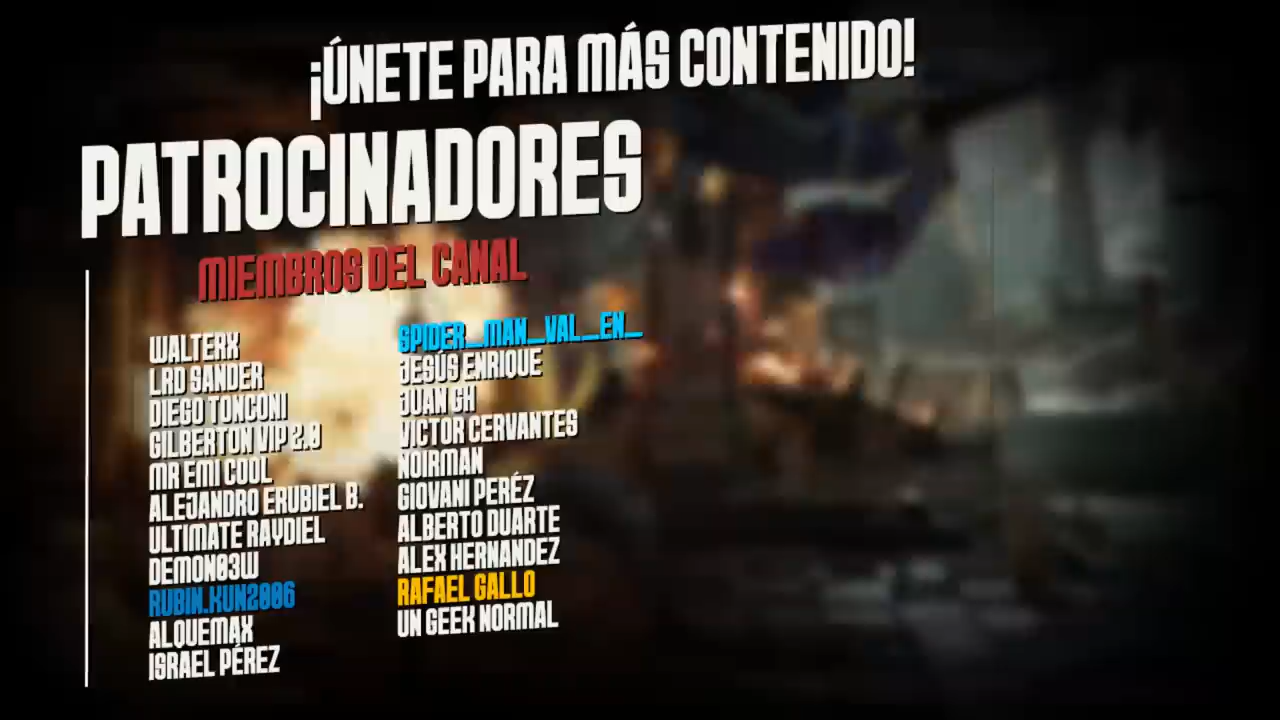 ¡ÚNETE PARA MÁS CONTENIDO!
PATROCINADORES
MIEMBROS DEL CANAL
WALTERX
LRD SANDER
DIEGO TONCONI
GILBERTON VIP 2.0
MR EMI COOL
ALEJANDRO ERUBIEL B.
ULTIMATE RAYDIEL
DEMON03W
RUBIN.KUN2006
ALQUEMAX
ISRAEL PÉREZ
SPIDER_MAN_VAL_EN_
JESÚS ENRIQUE
JUAN GH
VICTOR CERVANTES
NOIRMAN
GIOVANI PERÉZ
ALBERTO DUARTE
ALEX HERNANDEZ
RAFAEL GALLO
UN GEEK NORMAL